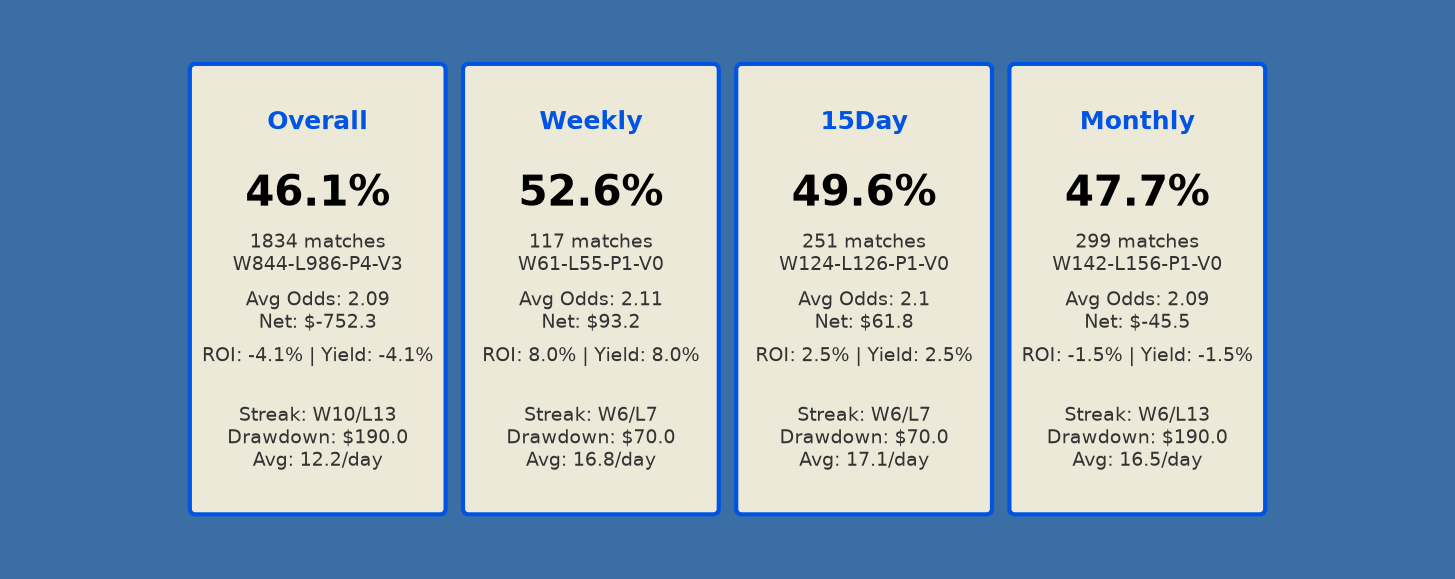 Overall
46.1%
1834 matches
W844-L986-P4-V3
Avg Odds: 2.09
Net: $-752.3
ROI: -4.1% | Yield: -4.1%
Streak: W10/L13
Drawdown: $190.0
Avg: 12.2/day
Weekly
52.6%
117 matches
W61-L55-P1-V0
Avg Odds: 2.11
Net: $93.2
ROI: 8.0% | Yield: 8.0%
Streak: W6/L7
Drawdown: $70.0
Avg: 16.8/day
15Day
49.6%
251 matches
W124-L126-P1-V0
Avg Odds: 2.1
Net: $61.8
ROI: 2.5% | Yield: 2.5%
Streak: W6/L7
Drawdown: $70.0
Avg: 17.1/day
Monthly
47.7%
299 matches
W142-L156-P1-V0
Avg Odds: 2.09
Net: $-45.5
ROI: -1.5% | Yield: -1.5%
Streak: W6/L13
Drawdown: $190.0
Avg: 16.5/day